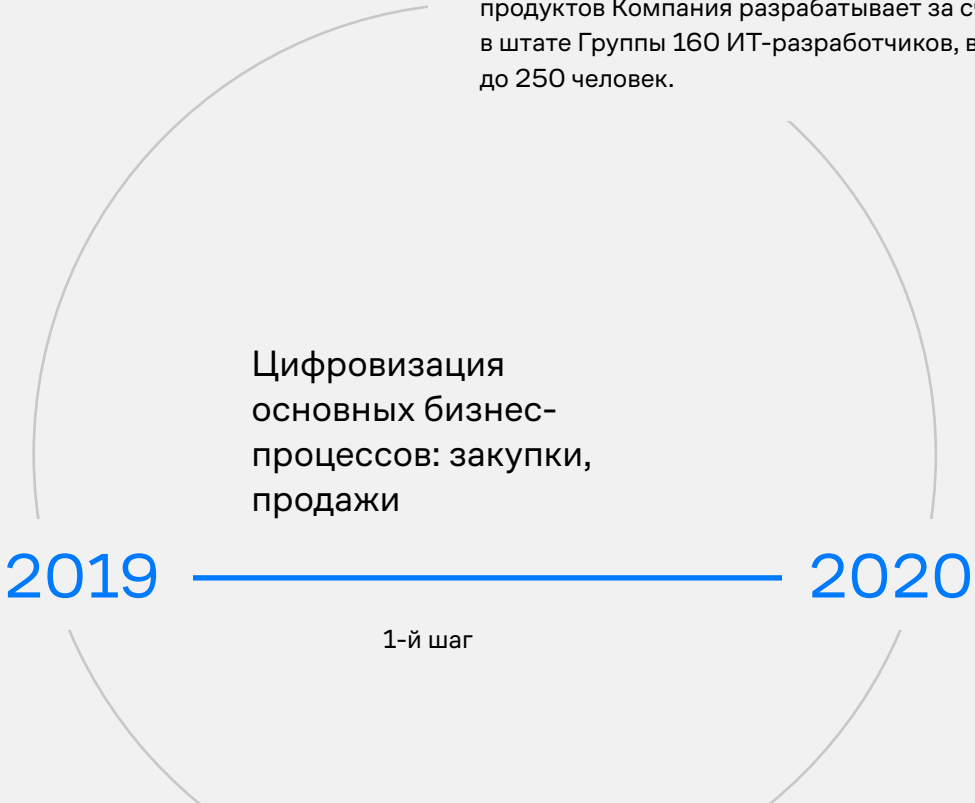 продуктов Компания разрабатывает за
в штате Группы 160 ИТ-разработчиков,
до 250 человек.
Цифровизация
основных бизнес-
процессов: закупки,
продажи
2019
2020
1-й шаг